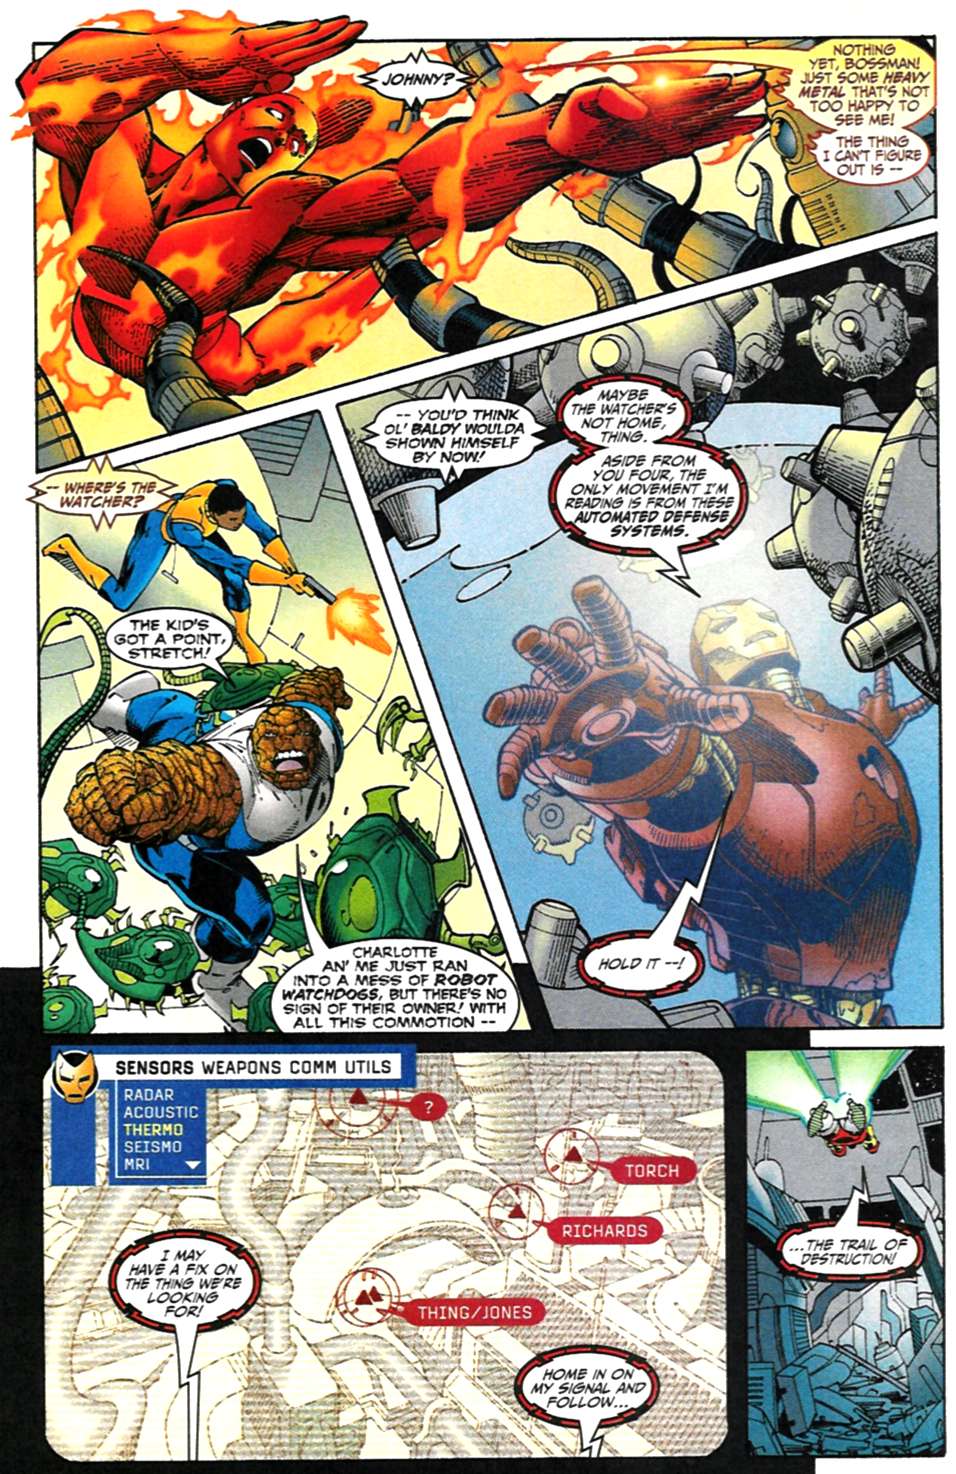 JOHNNY?
NOTHING
YET, BOSSMAN!
JUST SOME HEAVY
METAL THAT'S NOT
TOO HAPPY TO
SEE ME!
THE THING
I CAN'T FIGURE
OUT IS --
-- WHERE'S THE
WATCHER?
THE KID'S
GOT A POINT,
STRETCH!
CHARLOTTE
AN' ME JUST RAN
INTO A MESS OF ROBOT
WATCHDOGS, BUT THERE'S NO
SIGN OF THEIR OWNER! WITH
ALL THIS COMMOTION --
-- YOU'D THINK
OL' BALDY WOULDA
SHOWN HIMSELF
BY NOW!
MAYBE
THE WATCHER'S
NOT HOME,
THING.
ASIDE FROM
YOU FOUR, THE
ONLY MOVEMENT I'M
READING IS FROM THESE
AUTOMATED DEFENSE
SYSTEMS.
HOLD IT --!
SENSORS WEAPONS COMM UTILS
RADAR
ACOUSTIC
THERMO
SEISMO
MRI
?
TORCH
RICHARDS
THING/JONES
I MAY
HAVE A FIX ON
THE THING WE'RE
LOOKING
FOR!
HOME IN ON
MY SIGNAL AND
FOLLOW...
...THE TRAIL OF
DESTRUCTION!